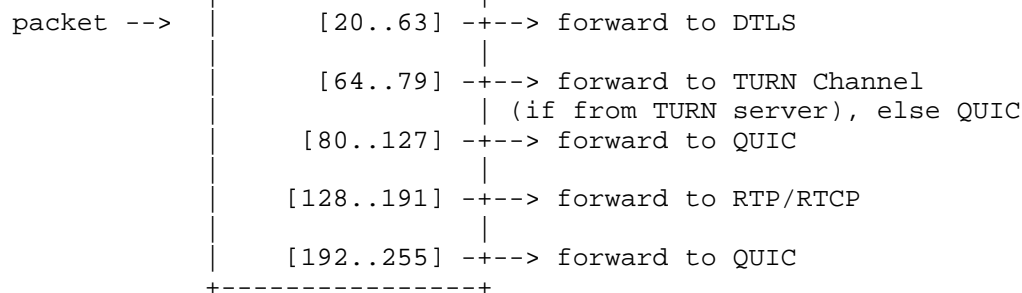 packet -->  |        [20..63] -+--> forward to DTLS
            |                  |
            |        [64..79] -+--> forward to TURN Channel
            |                  | (if from TURN server), else QUIC
            |       [80..127] -+--> forward to QUIC
            |                  |
            |      [128..191] -+--> forward to RTP/RTCP
            |                  |
            |      [192..255] -+--> forward to QUIC
            +------------------+